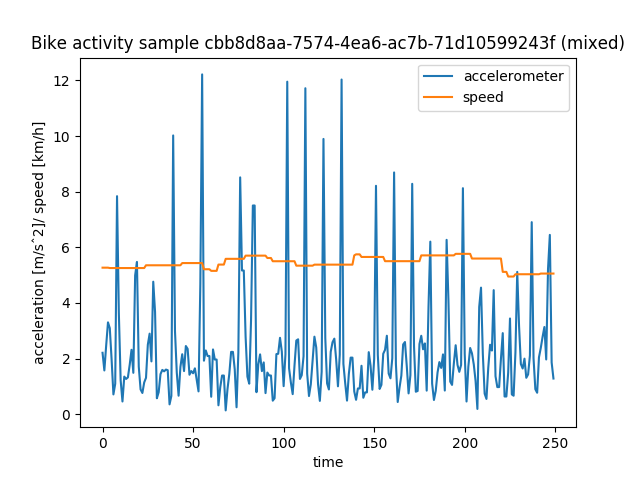 Bike activity sample cbb8d8aa-7574-4ea6-ac7b-71d10599243f (mixed)
accelerometer
speed
acceleration [m/s^2]/ speed [km/h]
12
10
8
6
4
2
0
0
50
100
150
200
250
time